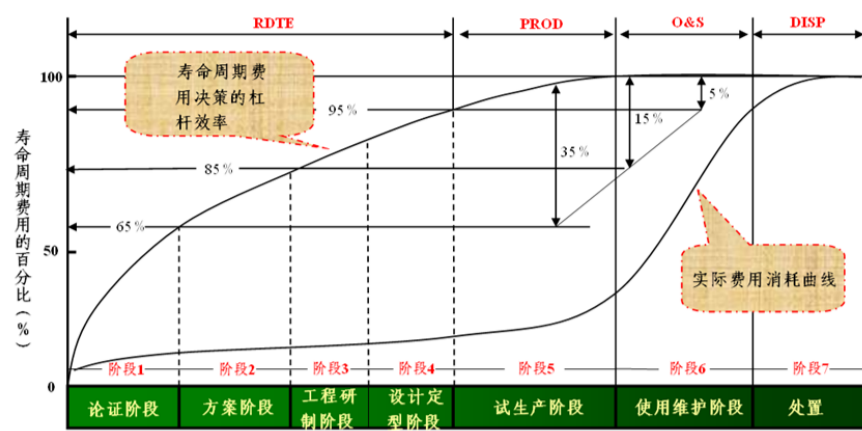 RDTE
PROD
O&S
DISP
寿命周期费
用决策的杠
杆效率
100
95%
5%
15%
35%
85%
65%
50
0
寿命周期费用的百分比(%)
实际费用消耗曲线
阶段1
阶段2
阶段3
阶段4
阶段5
阶段6
阶段7
论证阶段
方案阶段
工程研
制阶段
设计定
型阶段
试生产阶段
使用维护阶段
处置